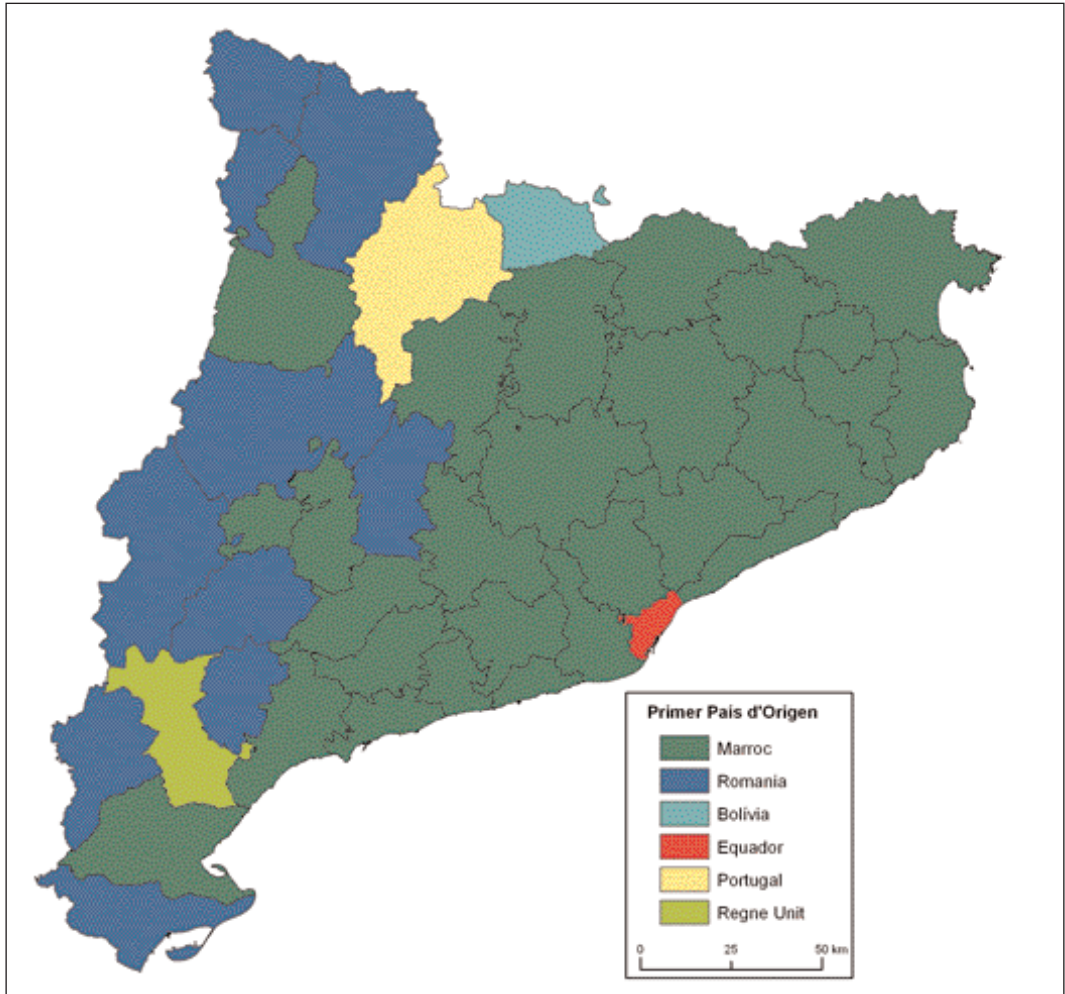 Primer País d'Origen
Marroc
Romania
Bolívia
Equador
Portugal
Regne Unit
0 25 50 km